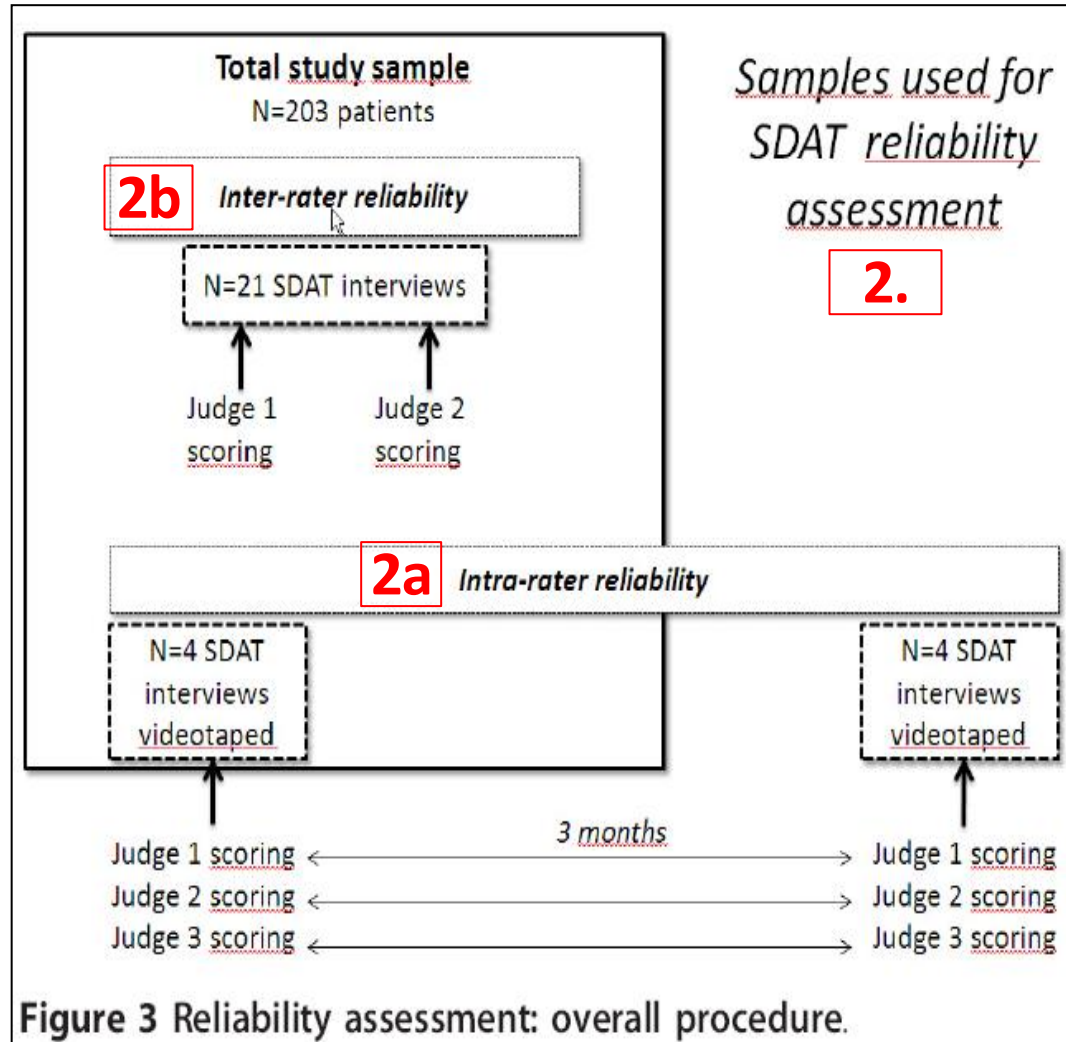 Total study sample
N=203 patients
Samples used for
SDAT reliability
assessment
2.
2b Inter-rater reliability
N=21 SDAT interviews
Judge 1
scoring
Judge 2
scoring
2a Intra-rater reliability
N=4 SDAT
interviews
videotaped
N=4 SDAT
interviews
videotaped
3 months
Judge 1 scoring
Judge 1 scoring
Judge 2 scoring
Judge 2 scoring
Judge 3 scoring
Judge 3 scoring
Figure 3 Reliability assessment: overall procedure.